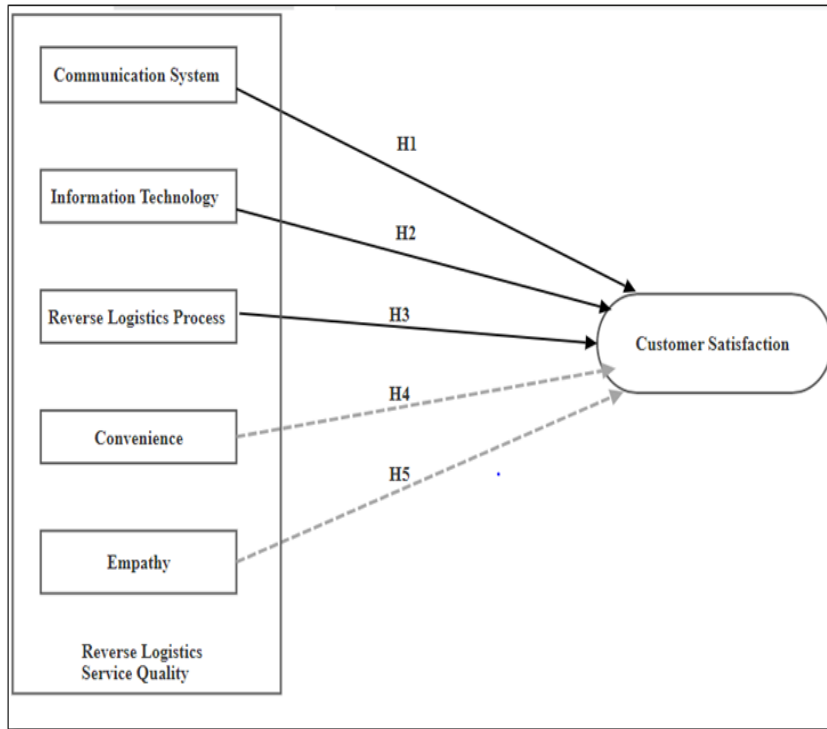 Communication System
H1
Information Technology
H2
Reverse Logistics Process
H3
Customer Satisfaction
Convenience
H4
Empathy
H5
Reverse Logistics
Service Quality